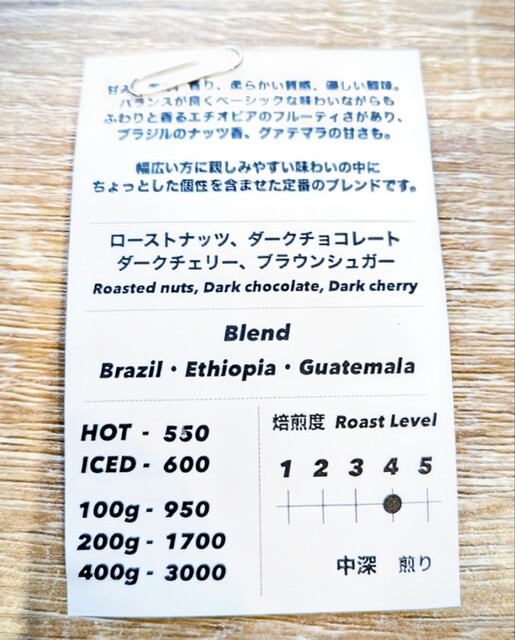 香り、柔らかい質感、優しい酸味。
バランスが良くベーシックな味わいながらも
ふわりと香るエチオピアのフルーティさがあり、
ブラジルのナッツ香、グァテマラの甘さも。
幅広い方に親しみやすい味わいの中に
ちょっとした個性を含ませた定番のブレンドです。
ローストナッツ、ダークチョコレート
ダークチェリー、ブラウンシュガー
Roasted nuts, Dark chocolate, Dark cherry
Blend
Brazil・Ethiopia・Guatemala
HOT - 550
ICED - 600
100g - 950
200g - 1700
400g - 3000
焙煎度 Roast Level
1 2 3 4 5
中深 煎り